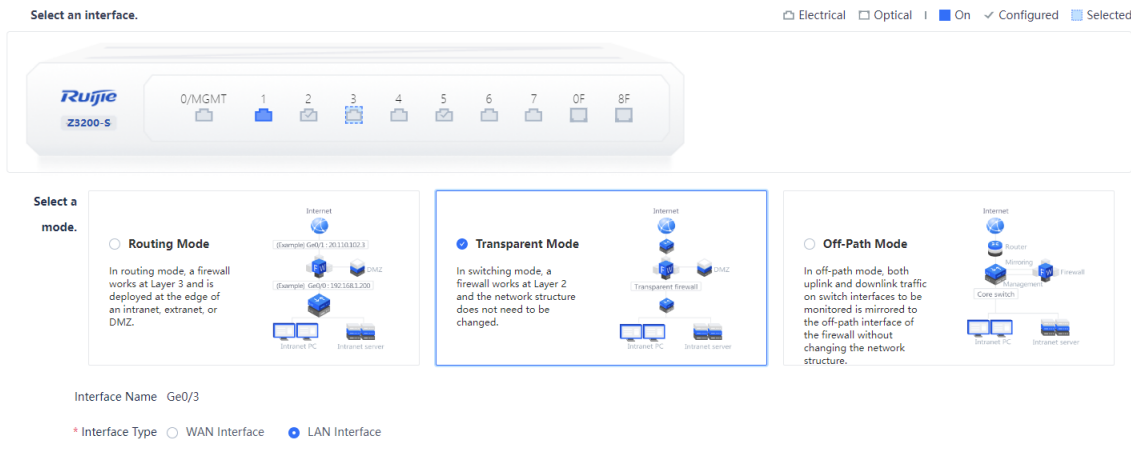 Select an interface.
Electrical Optical On Configured Selected
Ruijie
Z3200-S
0/MGMT 1 2 3 4 5 6 7 0F 8F
Select a
mode.
Routing Mode
In routing mode, a firewall
works at Layer 3 and is
deployed at the edge of
an intranet, extranet, or
DMZ.
Internet
(Example) Ge0/1 : 20.110.102.3
FW
DMZ
(Example) Ge0/0 : 192.168.1.200
Intranet PC Intranet server
Transparent Mode
In switching mode, a
firewall works at Layer 2
and the network structure
does not need to be
changed.
Internet
FW
DMZ
Transparent firewall
Intranet PC Intranet server
Off-Path Mode
In off-path mode, both
uplink and downlink traffic
on switch interfaces to be
monitored is mirrored to
the off-path interface of
the firewall without
changing the network
structure.
Internet
Router
Mirroring
FW
Firewall
Management
Core switch
Intranet PC Intranet server
Interface Name Ge0/3
* Interface Type WAN Interface LAN Interface